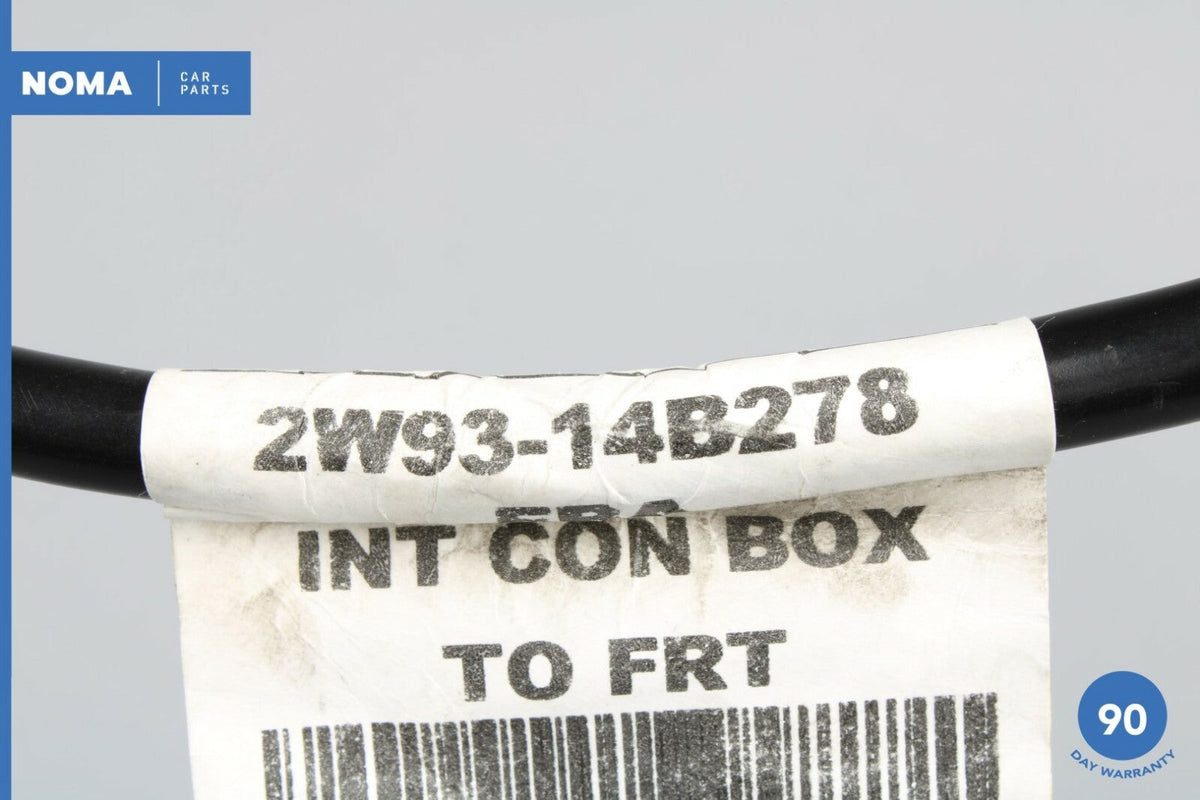 NOMA
CAR
PARTS
2W93-14B278
INT CON BOX
TO FRT
90
DAY WARRANTY